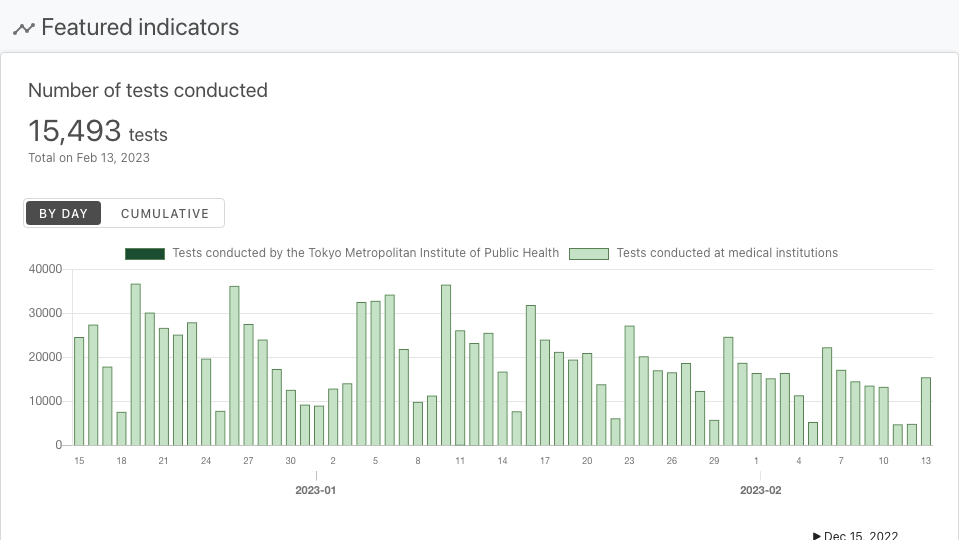 Featured indicators
Number of tests conducted
15,493 tests
Total on Feb 13, 2023
BY DAY CUMULATIVE
Tests conducted by the Tokyo Metropolitan Institute of Public Health Tests conducted at medical institutions
40000
30000
20000
10000
0
15 18 21 24 27 30 2 5 8 11 14 17 20 23 26 29 1 4 7 10 13
2023-01 2023-02
▶ Dec 15, 2022